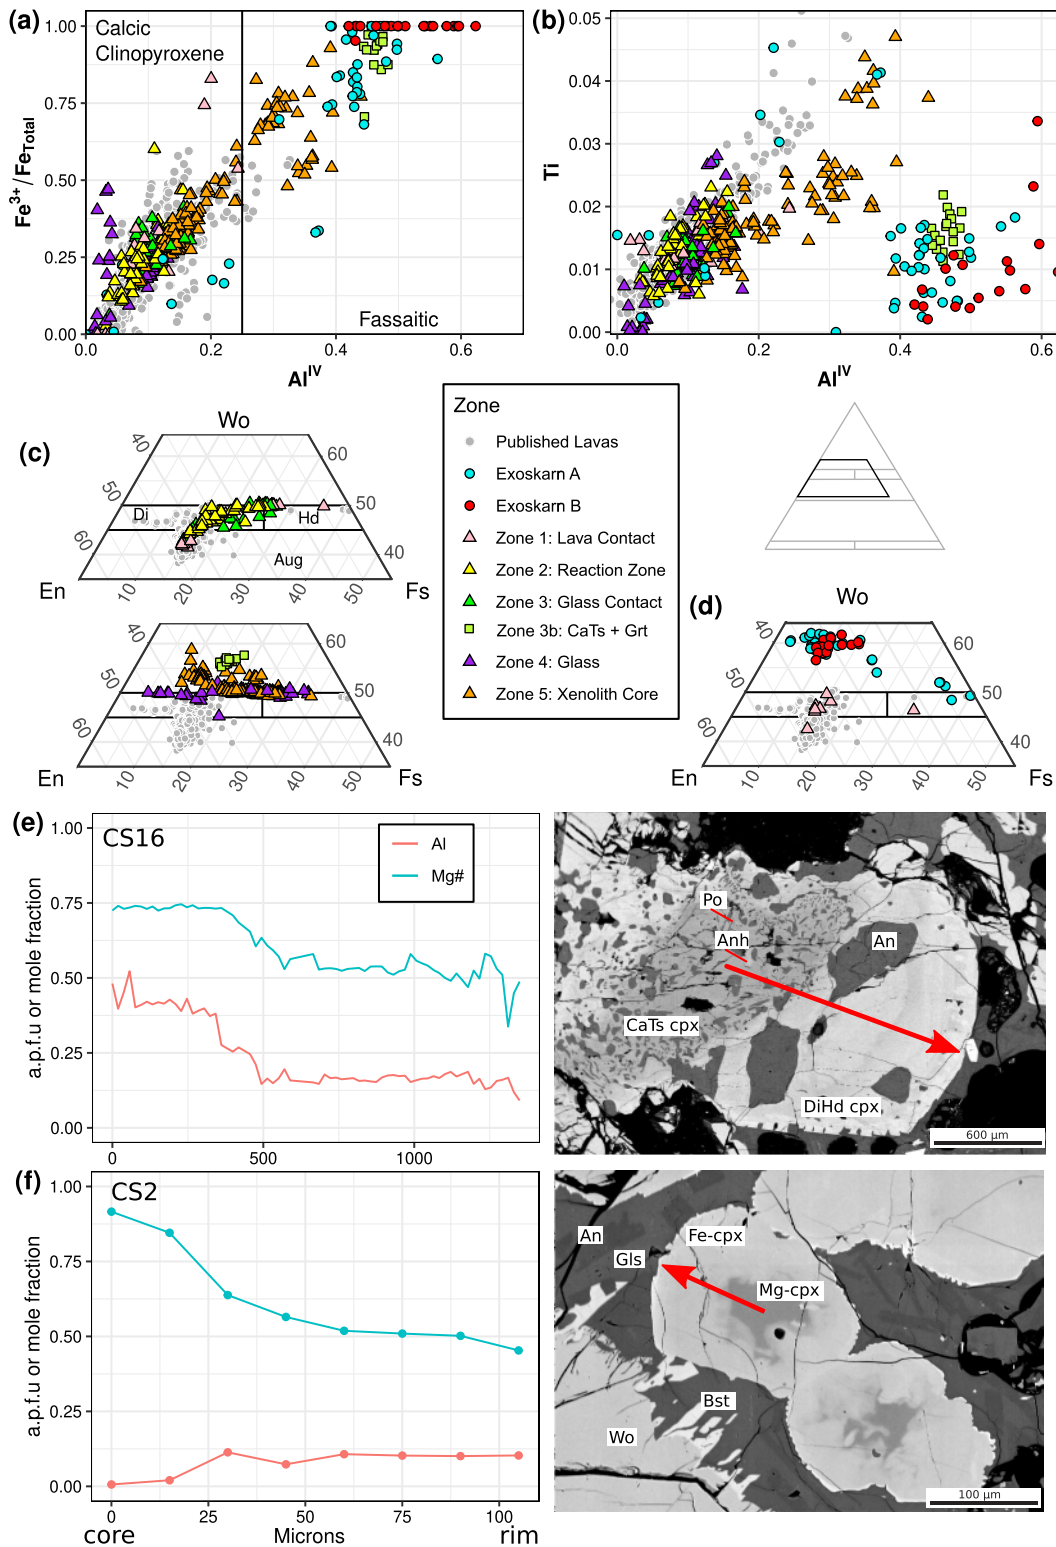 (a)
Calcic
Clinopyroxene
Fassaitic
1.00
0.75
0.50
0.25
0.00
Fe3+/FeTotal
0.0 0.2 0.4 0.6
AlIV
(b)
0.05
0.04
0.03
0.02
0.01
0.00
Ti
0.0 0.2 0.4 0.6
AlIV
Zone
Published Lavas
Exoskarn A
Exoskarn B
Zone 1: Lava Contact
Zone 2: Reaction Zone
Zone 3: Glass Contact
Zone 3b: CaTs + Grt
Zone 4: Glass
Zone 5: Xenolith Core
(c)
Wo
40 60
50 50
Di Hd
60 40
Aug
En 10 20 30 40 50 Fs
40 60
50 50
60 40
En 10 20 30 40 50 Fs
(d)
Wo
40 60
50 50
60 40
En 10 20 30 40 50 Fs
(e)
CS16
Al
Mg#
1.00
0.75
0.50
0.25
0.00
a.p.f.u or mole fraction
0 500 1000
Po
Anh
An
CaTs cpx
DiHd cpx
600 µm
(f)
CS2
1.00
0.75
0.50
0.25
0.00
a.p.f.u or mole fraction
0 25 50 75 100
core Microns rim
An
Gls
Fe-cpx
Mg-cpx
Bst
Wo
100 µm